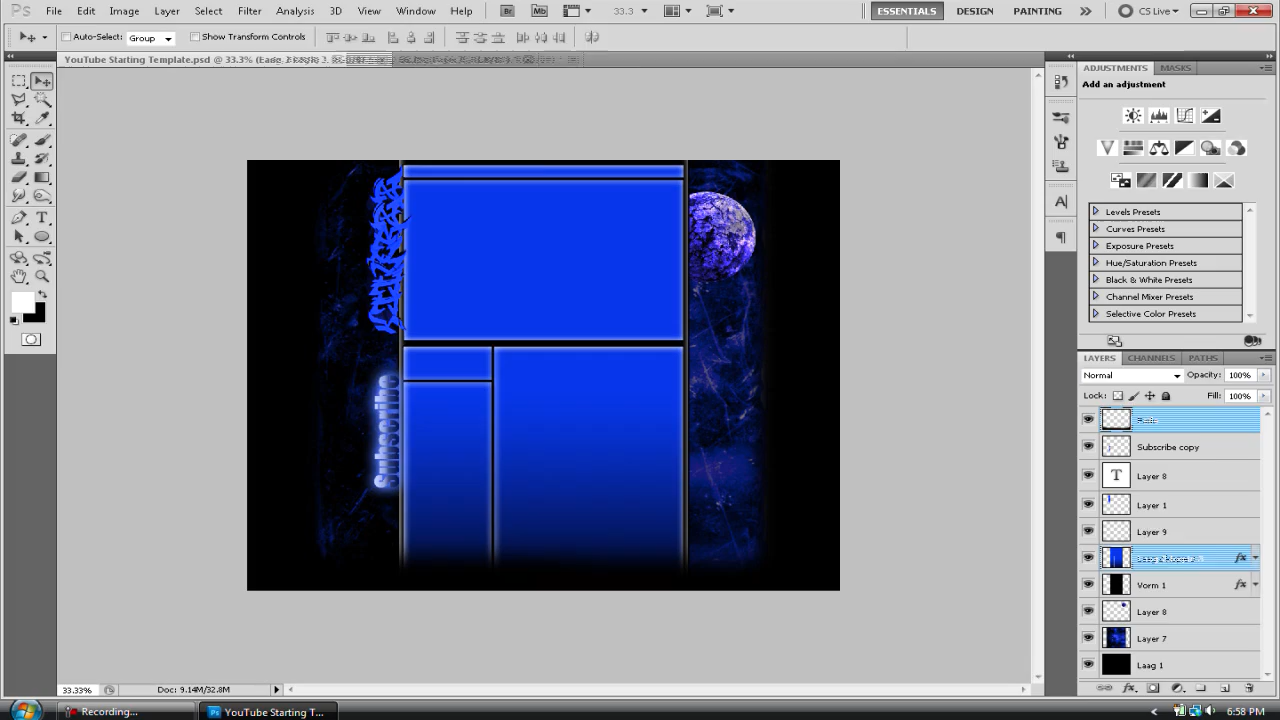 Ps File Edit Image Layer Select Filter Analysis 3D View Window Help Br Mb 33.3 ESSENTIALS DESIGN PAINTING CS Live
Auto-Select: Group Show Transform Controls
YouTube Starting Template.psd @ 33.3%
ADJUSTMENTS MASKS
Add an adjustment
Levels Presets
Curves Presets
Exposure Presets
Hue/Saturation Presets
Black & White Presets
Channel Mixer Presets
Selective Color Presets
LAYERS CHANNELS PATHS
Normal Opacity: 100%
Lock: Fill: 100%
Subscribe copy
T Layer 8
Layer 1
Layer 9
fx
Vorm 1 fx
Layer 8
Layer 7
Laag 1
Subscribe
33.33% Doc: 9.14M/32.8M
Recording... Ps YouTube Starting T... 6:58 PM